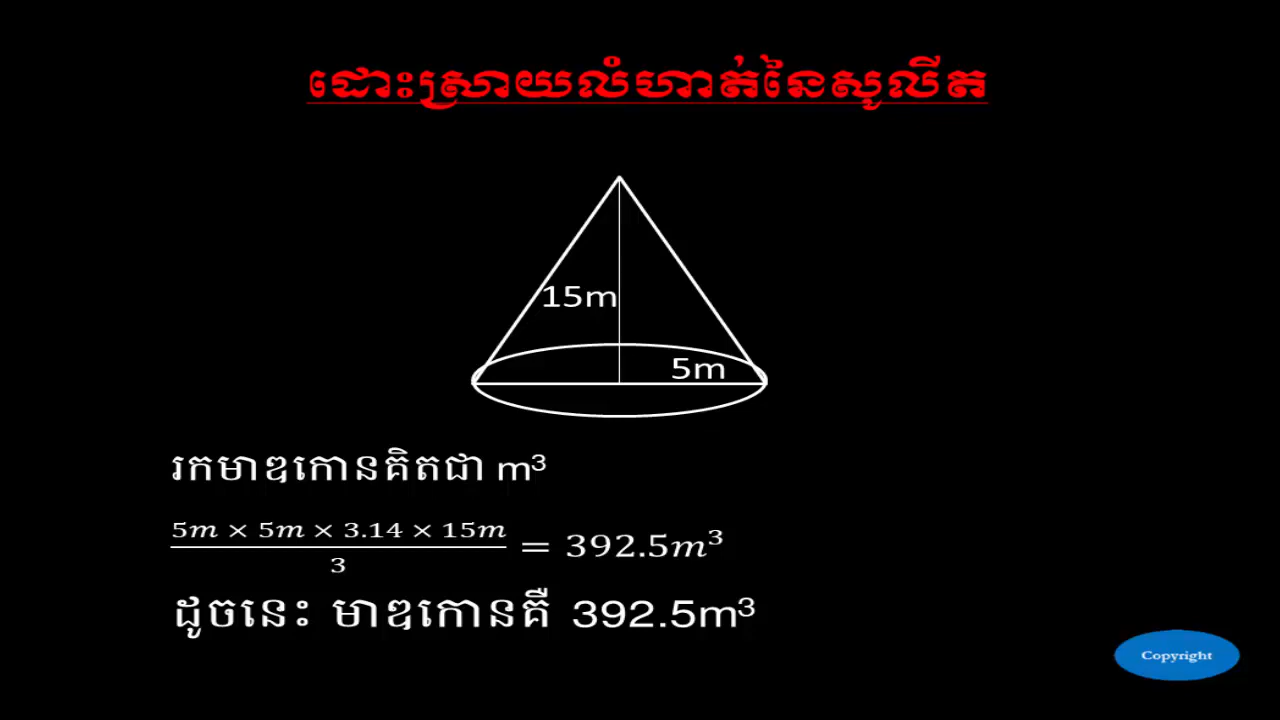 ដោះស្រាយលំហាត់នៃសូលីត
15m
5m
រកមាឌកោនគិតជា m³
5m × 5m × 3.14 × 15m
3
= 392.5m³
ដូចនេះ មាឌកោនគឺ 392.5m³
Copyright